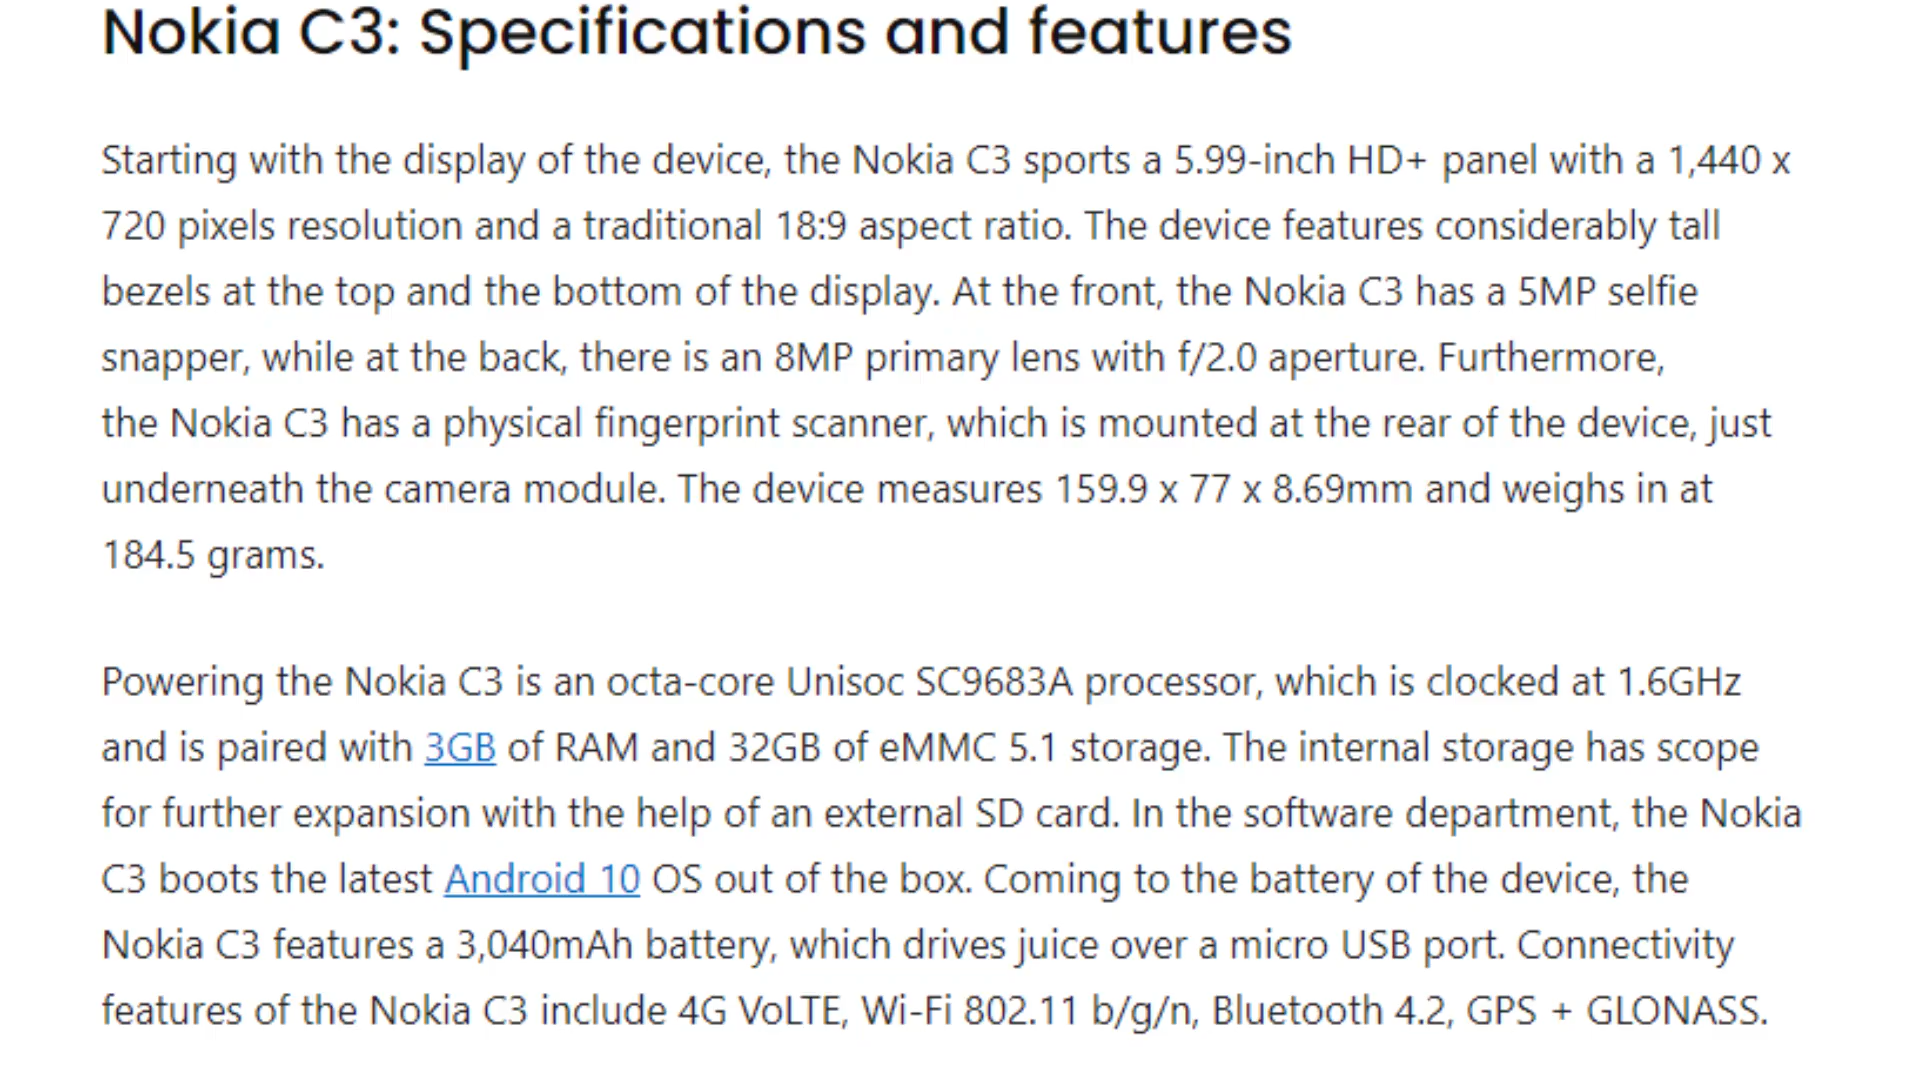 Nokia C3: Specifications and features
Starting with the display of the device, the Nokia C3 sports a 5.99-inch HD+ panel with a 1,440 x
720 pixels resolution and a traditional 18:9 aspect ratio. The device features considerably tall
bezels at the top and the bottom of the display. At the front, the Nokia C3 has a 5MP selfie
snapper, while at the back, there is an 8MP primary lens with f/2.0 aperture. Furthermore,
the Nokia C3 has a physical fingerprint scanner, which is mounted at the rear of the device, just
underneath the camera module. The device measures 159.9 x 77 x 8.69mm and weighs in at
184.5 grams.
Powering the Nokia C3 is an octa-core Unisoc SC9683A processor, which is clocked at 1.6GHz
and is paired with 3GB of RAM and 32GB of eMMC 5.1 storage. The internal storage has scope
for further expansion with the help of an external SD card. In the software department, the Nokia
C3 boots the latest Android 10 OS out of the box. Coming to the battery of the device, the
Nokia C3 features a 3,040mAh battery, which drives juice over a micro USB port. Connectivity
features of the Nokia C3 include 4G VoLTE, Wi-Fi 802.11 b/g/n, Bluetooth 4.2, GPS + GLONASS.